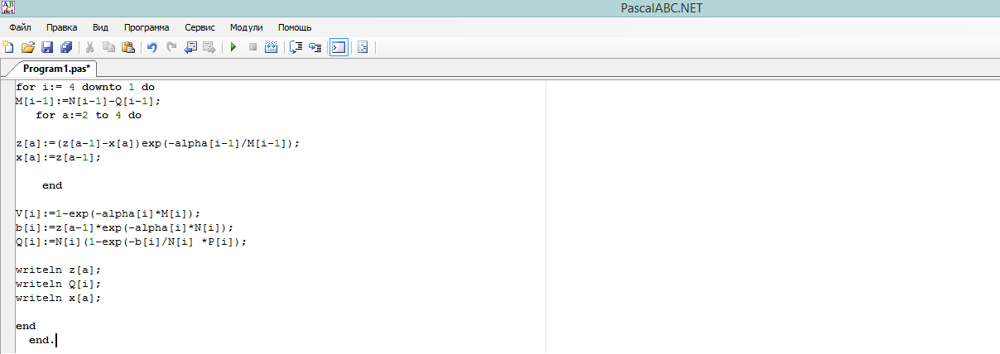 PascalABC.NET
Файл Правка Вид Программа Сервис Модули Помощь
Program1.pas*
for i:= 4 downto 1 do
M[i-1]:=N[i-1]-Q[i-1];
for a:=2 to 4 do
z[a]:=(z[a-1]-x[a])exp(-alpha[i-1]/M[i-1]);
x[a]:=z[a-1];
end
V[i]:=1-exp(-alpha[i]*M[i]);
b[i]:=z[a-1]*exp(-alpha[i]*N[i]);
Q[i]:=N[i](1-exp(-b[i]/N[i] *P[i]);
writeln z[a];
writeln Q[i];
writeln x[a];
end
end.